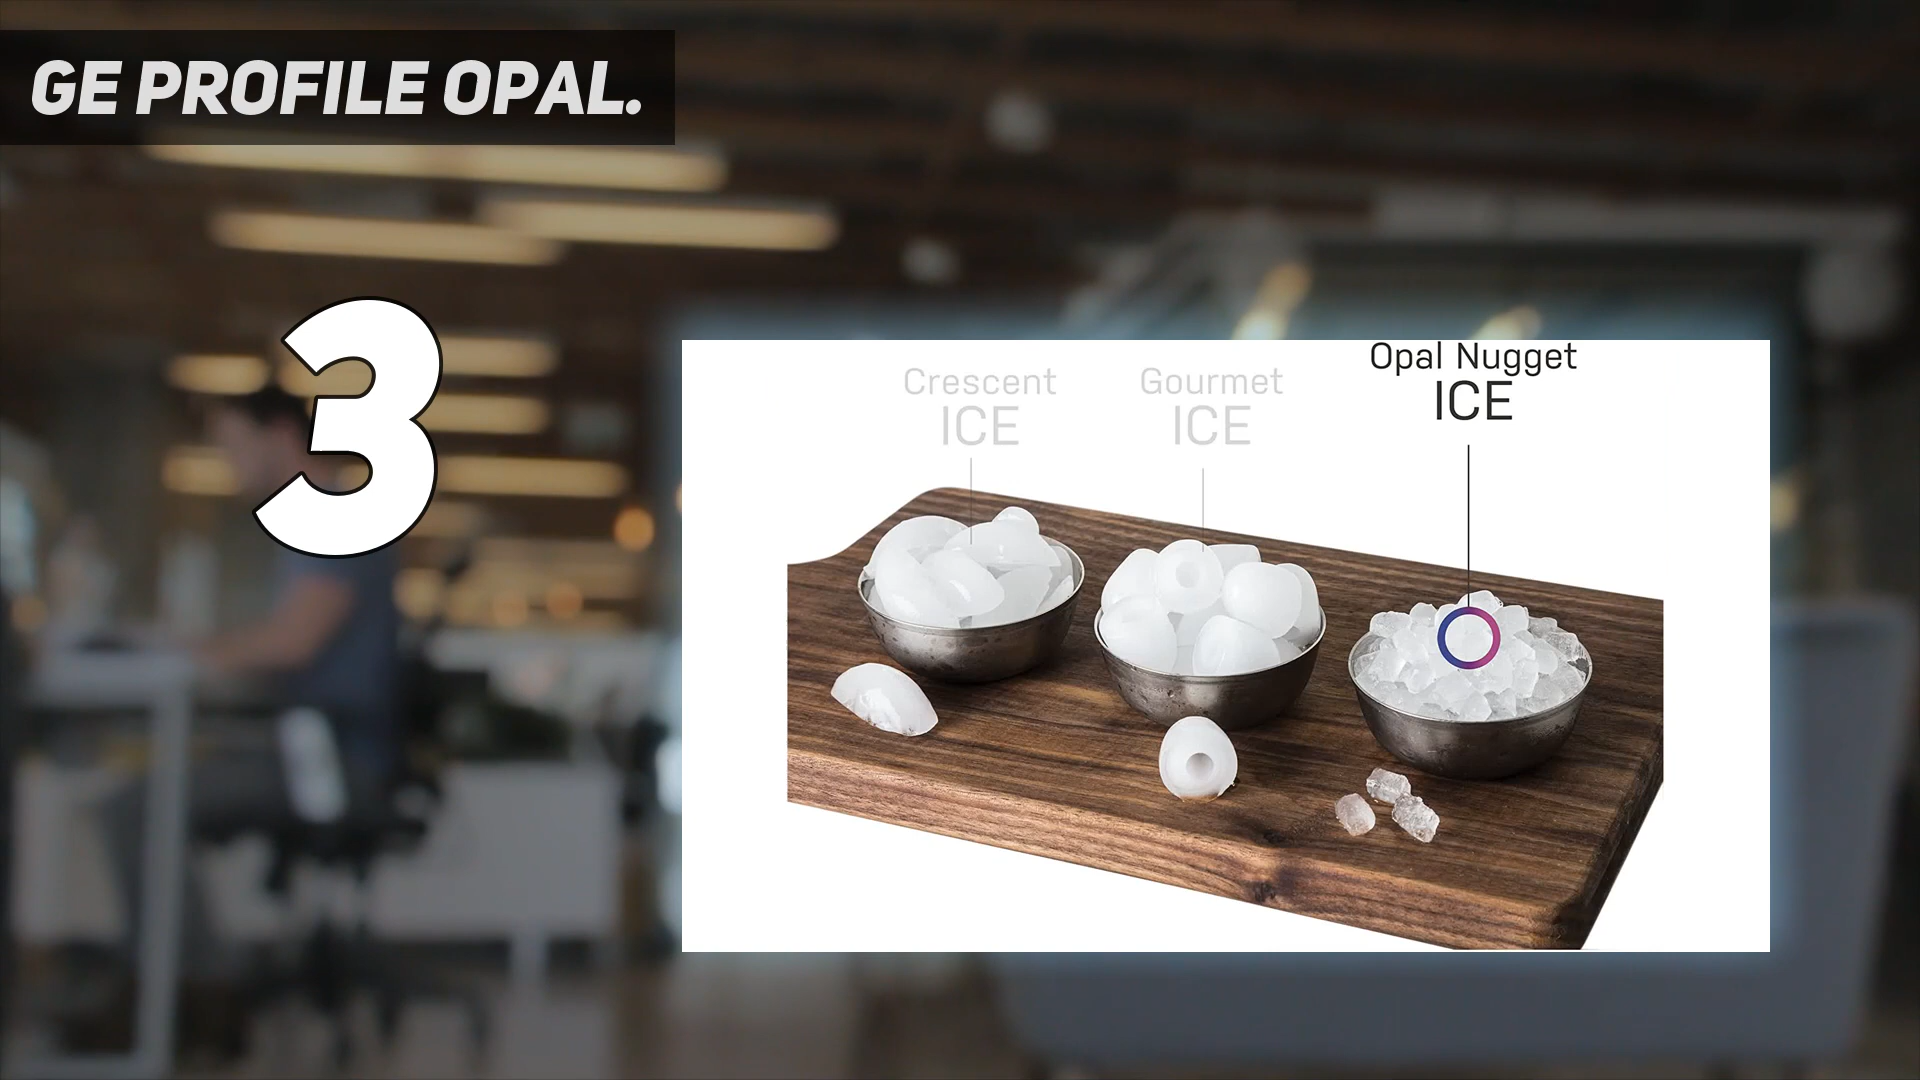 GE PROFILE OPAL.
3
Crescent
ICE
Gourmet
ICE
Opal Nugget
ICE